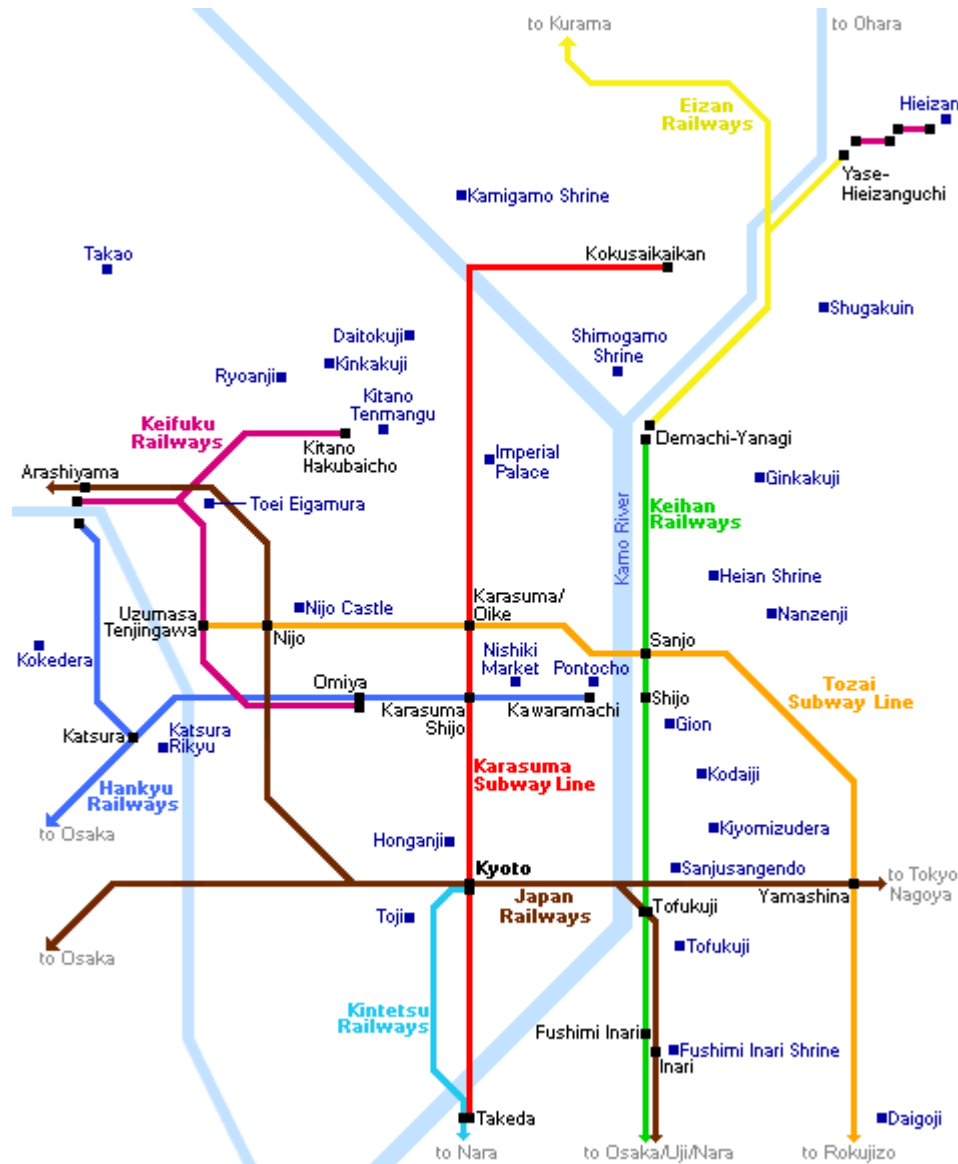 to Kurama
to Ohara
Eizan
Railways
Hieizan
Yase-
Hieizanguchi
Kamigamo Shrine
Kokusaikaikan
Takao
Shugakuin
Daitokuji
Shimogamo
Shrine
Kinkakuji
Ryoanji
Kitano
Tenmangu
Keifuku
Railways
Kitano
Hakubaicho
Demachi-Yanagi
Imperial
Palace
Arashiyama
Ginkakuji
Toei Eigamura
Keihan
Railways
Kamo River
Heian Shrine
Karasuma/
Oike
Nijo Castle
Nanzenji
Uzumasa
Tenjingawa
Nijo
Sanjo
Kokedera
Nishiki
Market
Pontocho
Omiya
Tozai
Subway Line
Karasuma
Shijo
Kawaramachi
Shijo
Katsura
Katsura
Rikyu
Gion
Karasuma
Subway Line
Kodaiji
Hankyu
Railways
to Osaka
Honganji
Kiyomizudera
Kyoto
Sanjusangendo
to Tokyo
Nagoya
Japan
Railways
Yamashina
Toji
Tofukuji
Tofukuji
to Osaka
Kintetsu
Railways
Fushimi Inari
Fushimi Inari Shrine
Inari
Takeda
Daigoji
to Nara
to Osaka/Uji/Nara
to Rokujizo